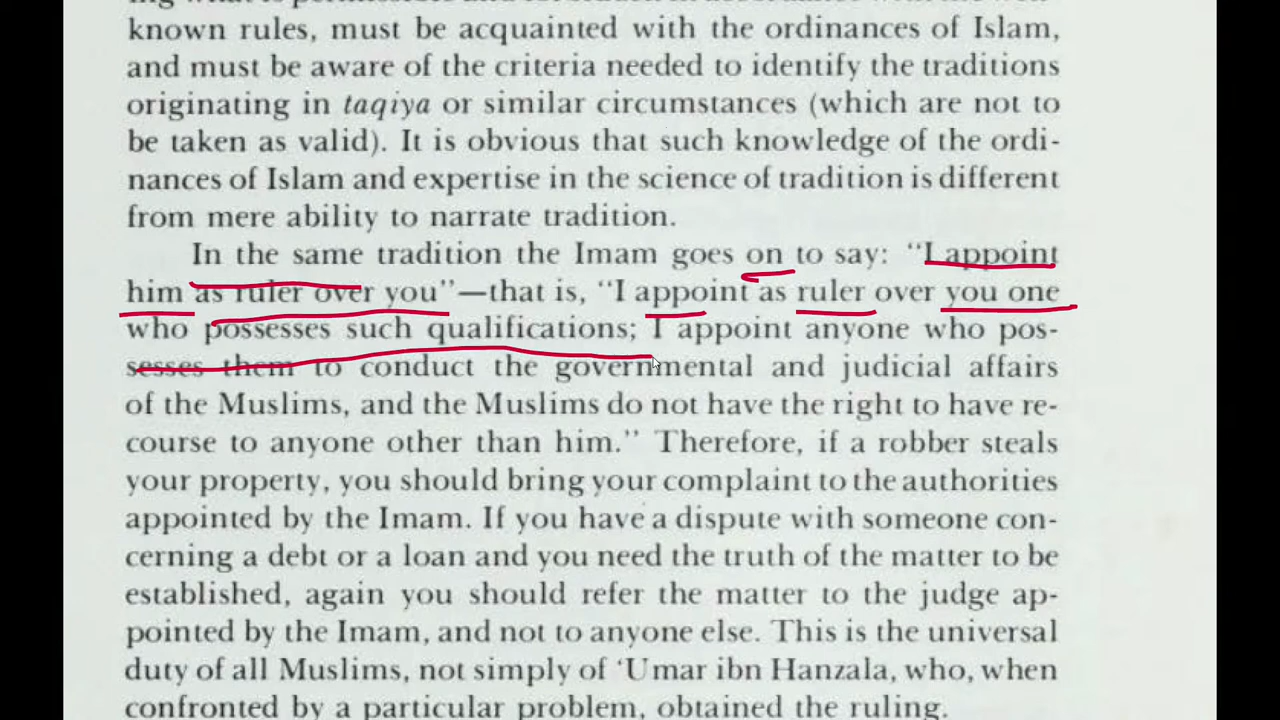 known rules, must be acquainted with the ordinances of Islam,
and must be aware of the criteria needed to identify the traditions
originating in taqiya or similar circumstances (which are not to
be taken as valid). It is obvious that such knowledge of the ordi-
nances of Islam and expertise in the science of tradition is different
from mere ability to narrate tradition.
In the same tradition the Imam goes on to say: “I appoint
him as ruler over you”—that is, “I appoint as ruler over you one
who possesses such qualifications; I appoint anyone who pos-
sesses them to conduct the governmental and judicial affairs
of the Muslims, and the Muslims do not have the right to have re-
course to anyone other than him.” Therefore, if a robber steals
your property, you should bring your complaint to the authorities
appointed by the Imam. If you have a dispute with someone con-
cerning a debt or a loan and you need the truth of the matter to be
established, again you should refer the matter to the judge ap-
pointed by the Imam, and not to anyone else. This is the universal
duty of all Muslims, not simply of ‘Umar ibn Hanzala, who, when
confronted by a particular problem, obtained the ruling.